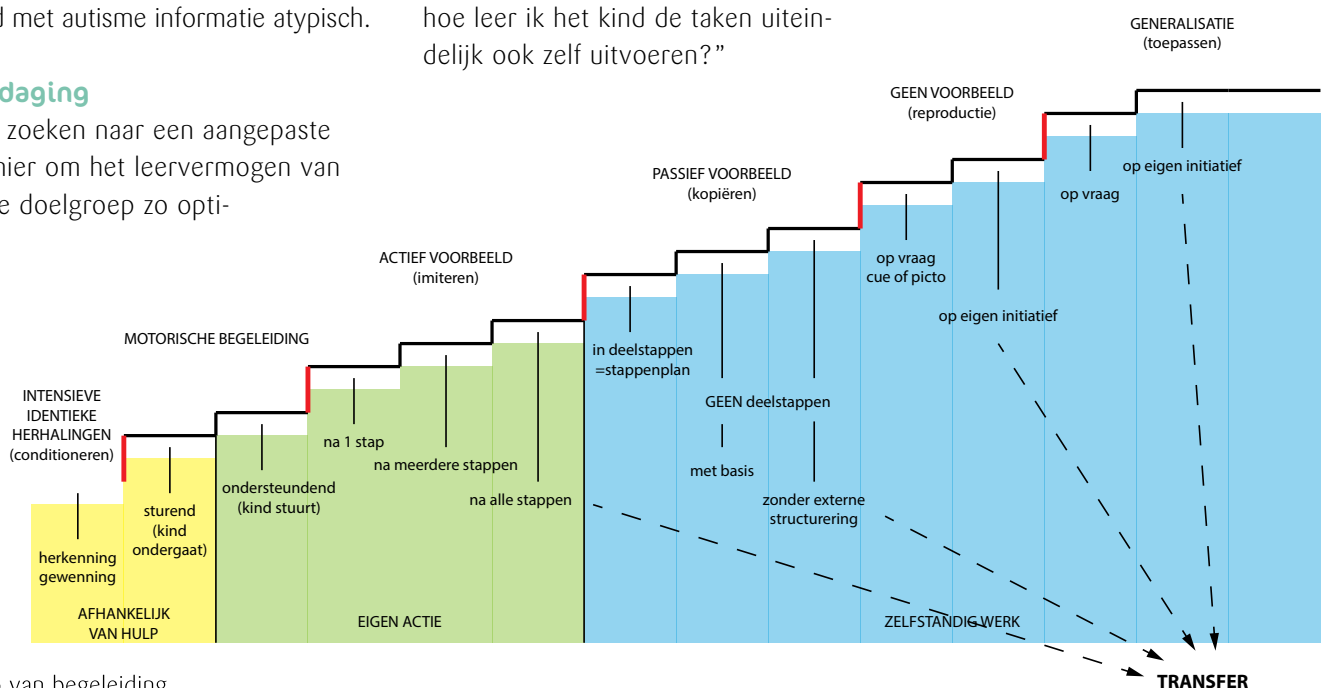 d met autisme informatie atypisch.
daging
zoeken naar een aangepaste
nier om het leervermogen van
e doelgroep zo opti-
hoe leer ik het kind de taken uitein-
delijk ook zelf uitvoeren?”
GENERALISATIE
(toepassen)
GEEN VOORBEELD
(reproductie)
PASSIEF VOORBEELD
(kopiëren)
ACTIEF VOORBEELD
(imiteren)
MOTORISCHE BEGELEIDING
INTENSIEVE
IDENTIEKE
HERHALINGEN
(conditioneren)
herkenning
gewenning
sturend
(kind
ondergaat)
ondersteundend
(kind stuurt)
na 1 stap
na meerdere stappen
na alle stappen
in deelstappen
=stappenplan
GEEN deelstappen
met basis
zonder externe
structurering
op vraag
cue of picto
op eigen initiatief
op vraag
op eigen initiatief
AFHANKELIJK
VAN HULP
EIGEN ACTIE
ZELFSTANDIG WERK
TRANSFER
van begeleiding